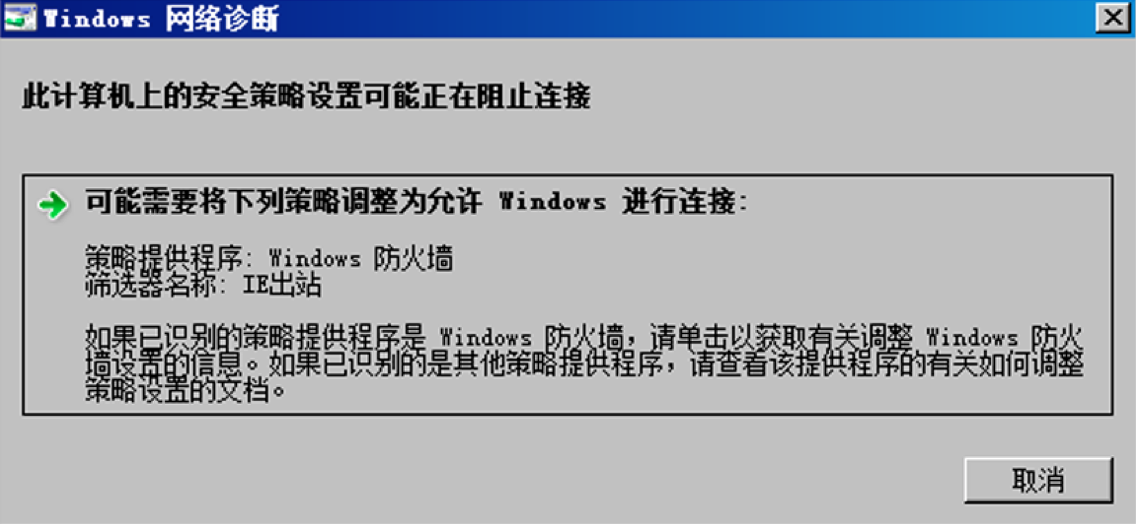 Windows 网络诊断
此计算机上的安全策略设置可能正在阻止连接
可能需要将下列策略调整为允许 Windows 进行连接:
策略提供程序: Windows 防火墙
筛选器名称: IE出站
如果已识别的策略提供程序是 Windows 防火墙，请单击以获取有关调整 Windows 防火
墙设置的信息。如果已识别的是其他策略提供程序，请查看该提供程序的有关如何调整
策略设置的文档。
取消